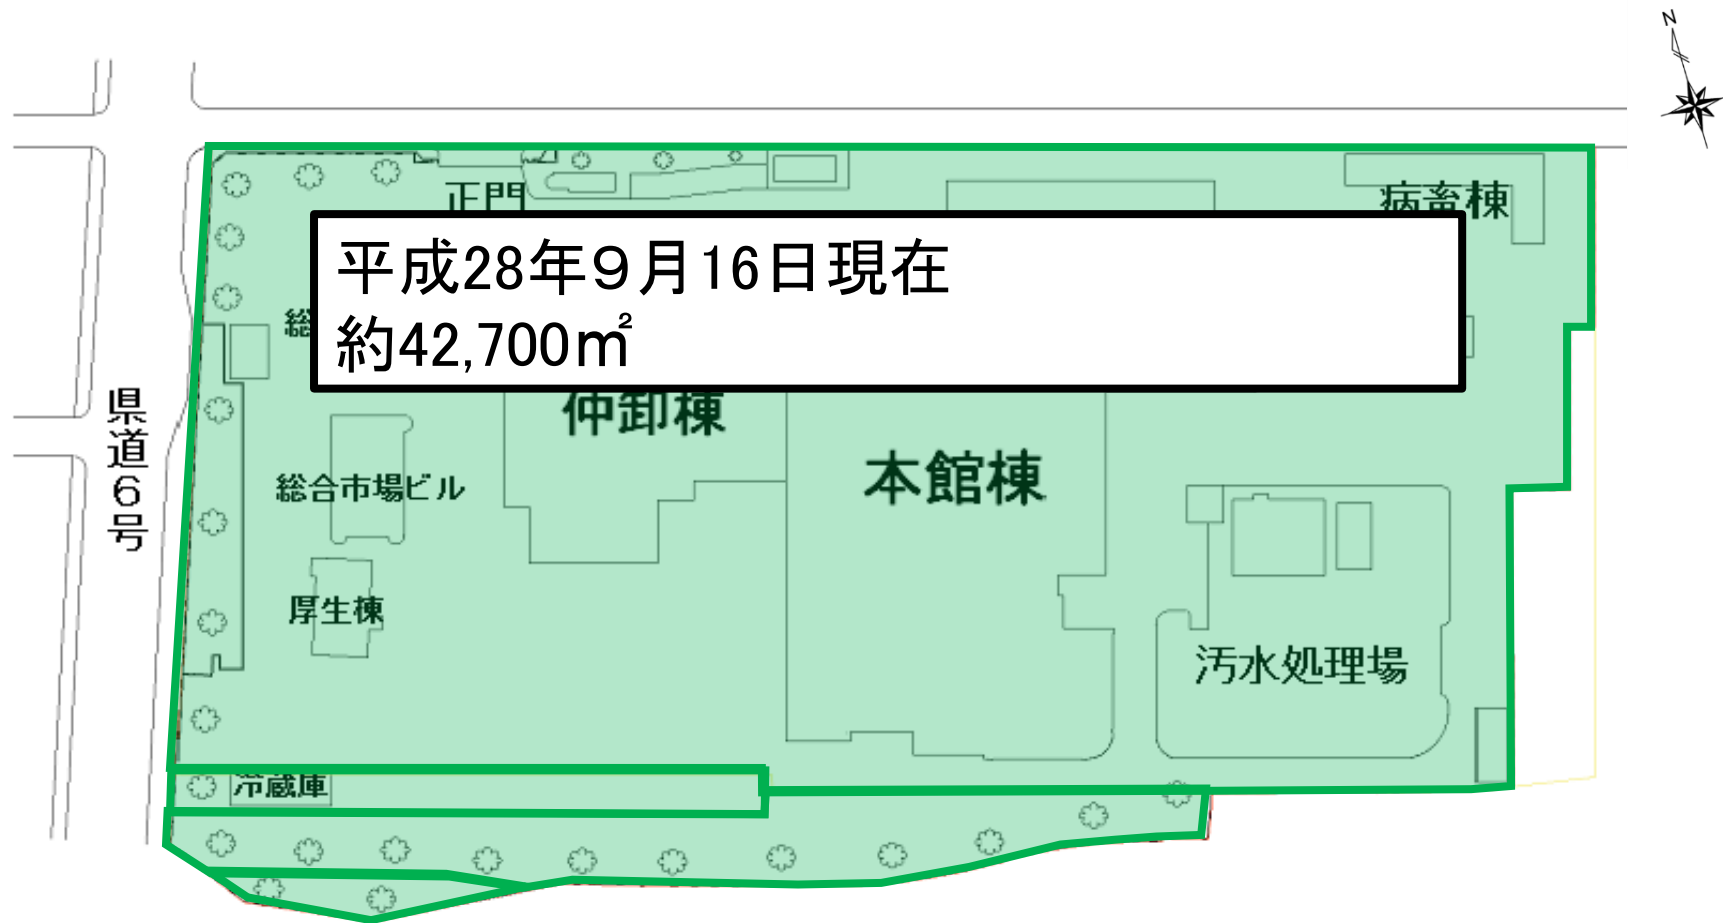 N
正門
病畜棟
平成28年９月16日現在
約42,700㎡
総
仲卸棟
県道６号
本館棟
総合市場ビル
厚生棟
汚水処理場
冷蔵庫